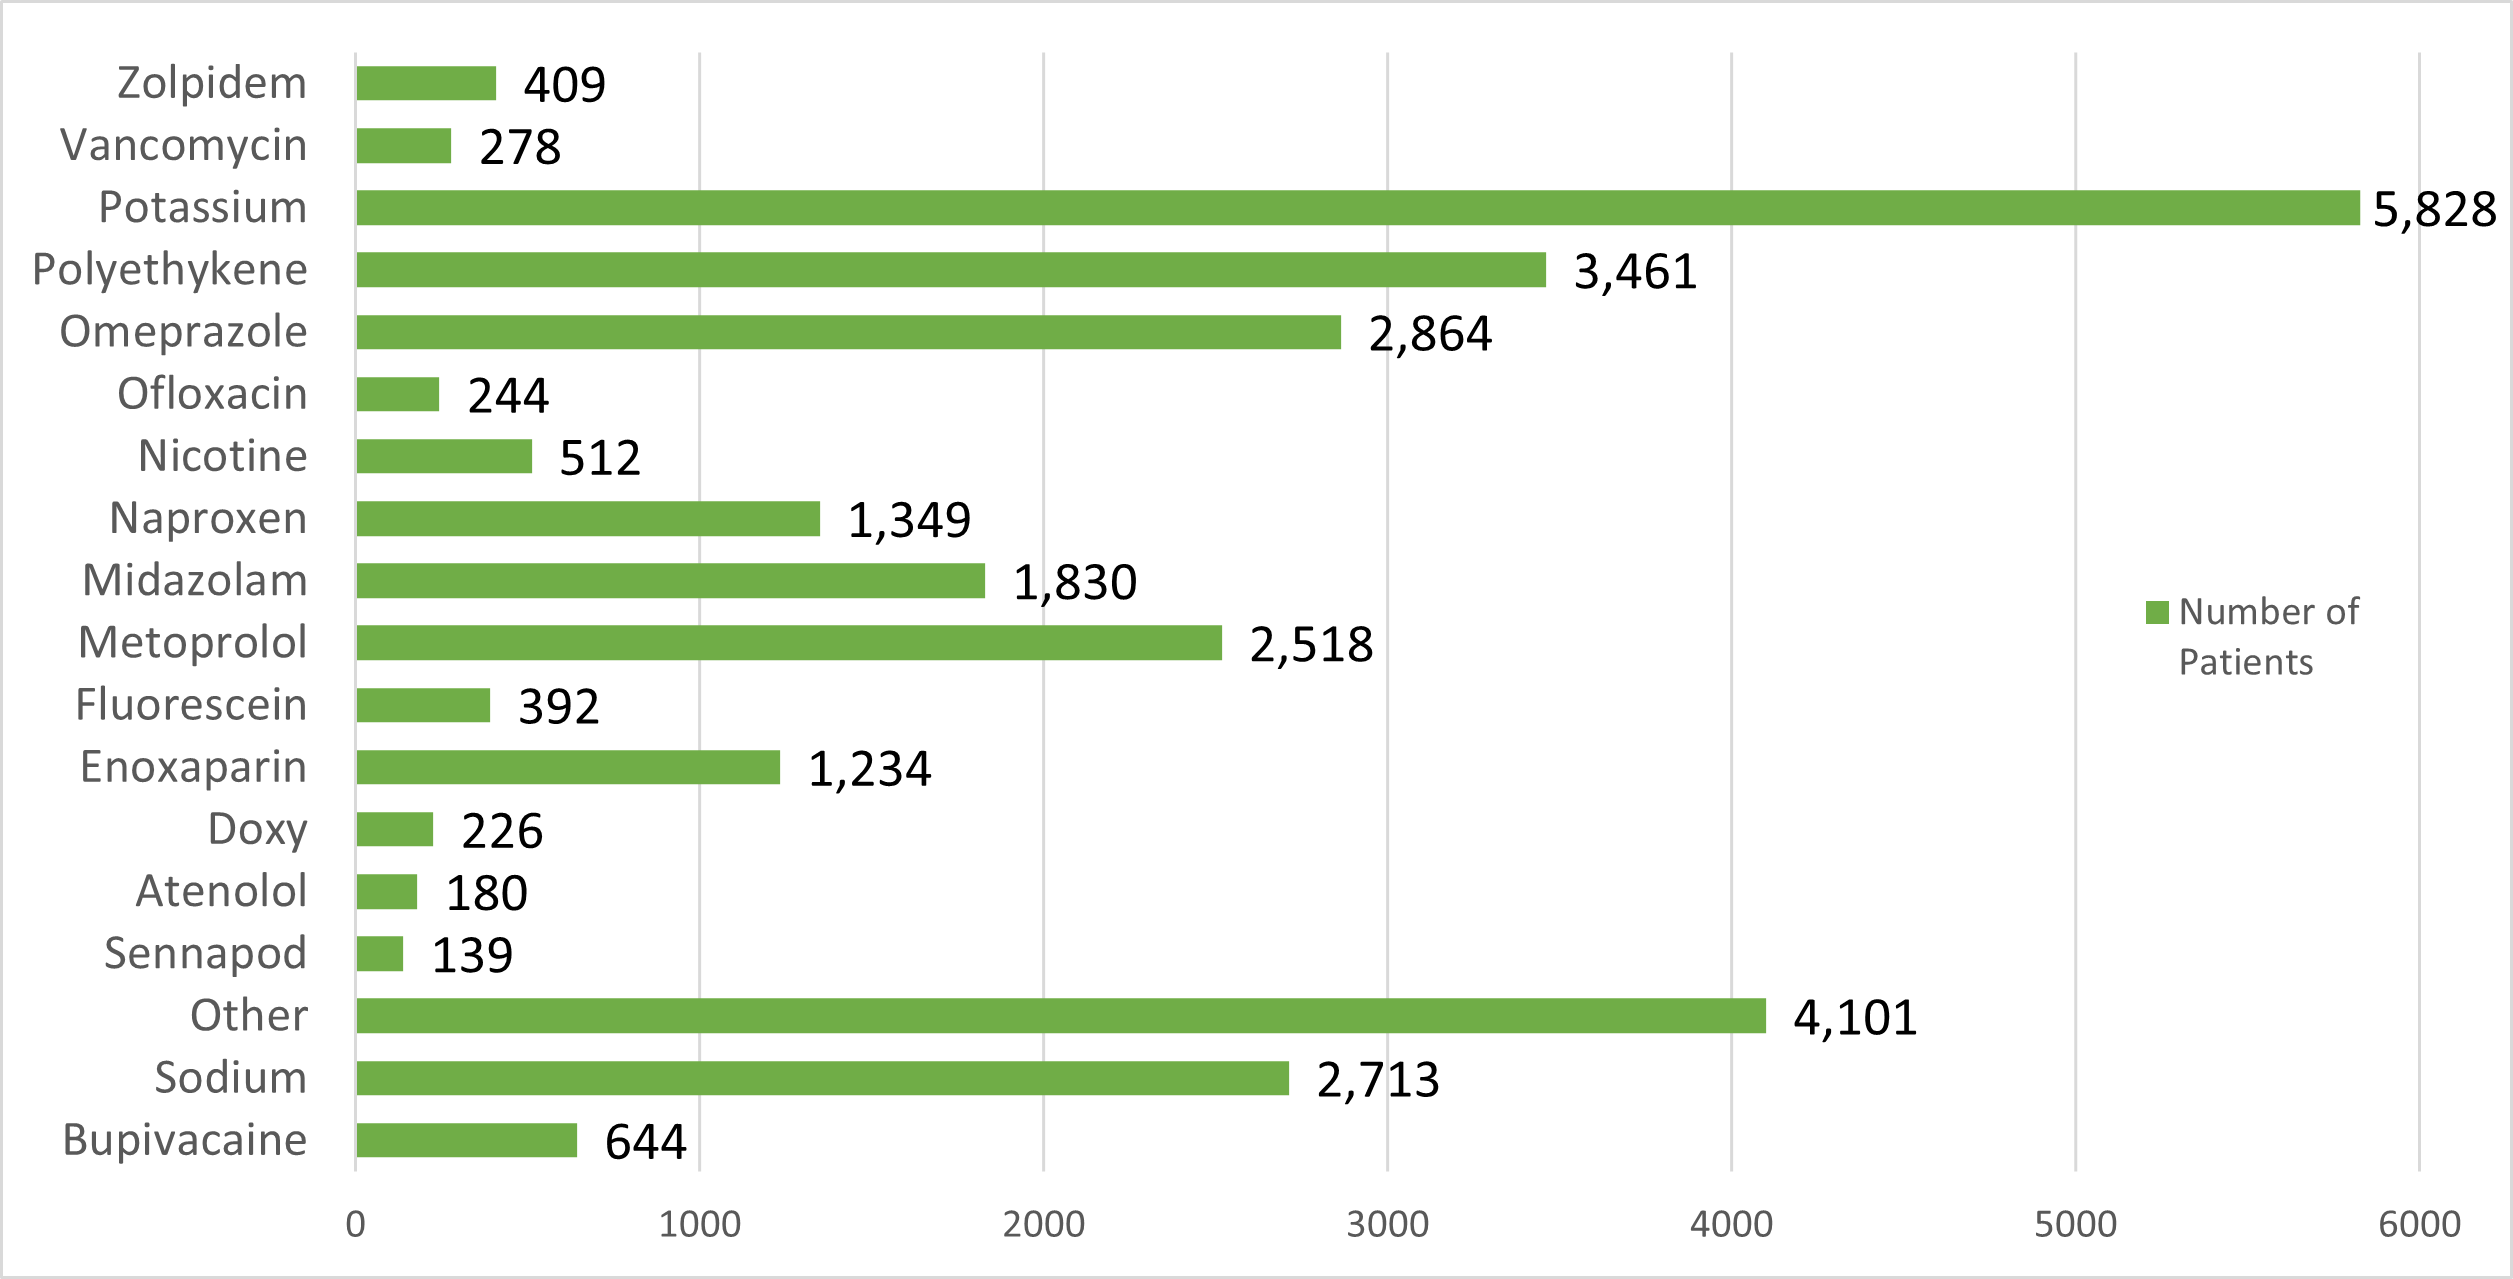 Zolpidem 409
Vancomycin 278
Potassium 5,828
Polyethykene 3,461
Omeprazole 2,864
Ofloxacin 244
Nicotine 512
Naproxen 1,349
Midazolam 1,830
Metoprolol 2,518
Number of
Patients
Fluorescein 392
Enoxaparin 1,234
Doxy 226
Atenolol 180
Sennapod 139
Other 4,101
Sodium 2,713
Bupivacaine 644
0 1000 2000 3000 4000 5000 6000